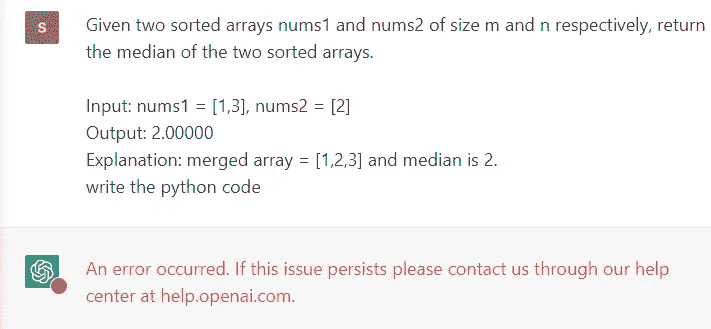 S
Given two sorted arrays nums1 and nums2 of size m and n respectively, return
the median of the two sorted arrays.
Input: nums1 = [1,3], nums2 = [2]
Output: 2.00000
Explanation: merged array = [1,2,3] and median is 2.
write the python code
An error occurred. If this issue persists please contact us through our help
center at help.openai.com.